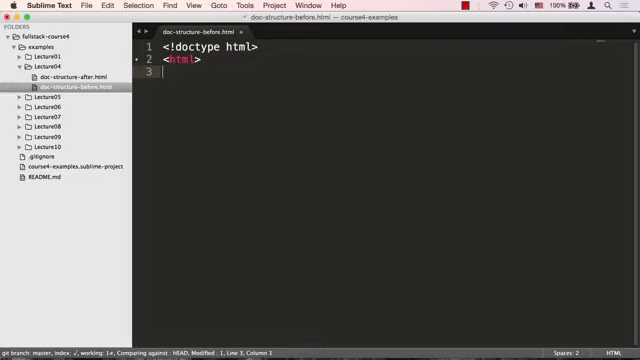 Sublime Text File Edit Selection Find View Goto Tools Project Window Help 100%
doc-structure-before.html — course4-examples
FOLDERS
fullstack-course4
examples
Lecture01
Lecture04
doc-structure-after.html
doc-structure-before.html
Lecture05
Lecture06
Lecture07
Lecture08
Lecture09
Lecture10
.gitignore
course4-examples.sublime-project
README.md
doc-structure-before.html
1 <!doctype html>
2 <html>
3
git branch: master, index: ✓, working: 1≠, Comparing against: HEAD, Modified: 1, Line 3, Column 1 Spaces: 2 HTML